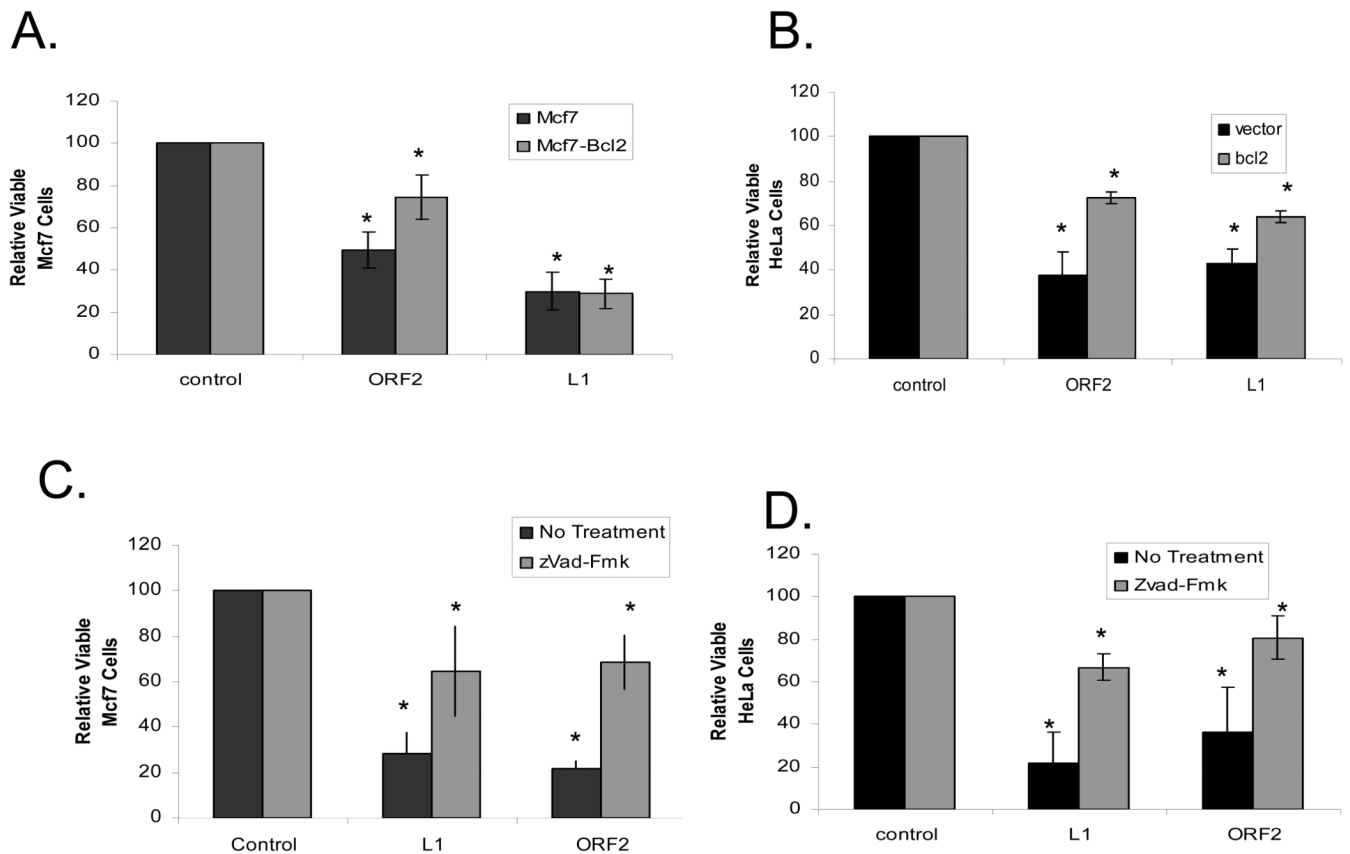 A.
Relative Viable
Mcf7 Cells
120
100
80
60
40
20
0
Mcf7
Mcf7-Bcl2
*
*
*
*
control
ORF2
L1
B.
Relative Viable
HeLa Cells
120
100
80
60
40
20
0
vector
bcl2
*
*
*
*
control
ORF2
L1
C.
Relative Viable
Mcf7 Cells
120
100
80
60
40
20
0
No Treatment
zVad-Fmk
*
*
*
*
Control
L1
ORF2
D.
Relative Viable
HeLa Cells
120
100
80
60
40
20
0
No Treatment
Zvad-Fmk
*
*
*
*
control
L1
ORF2